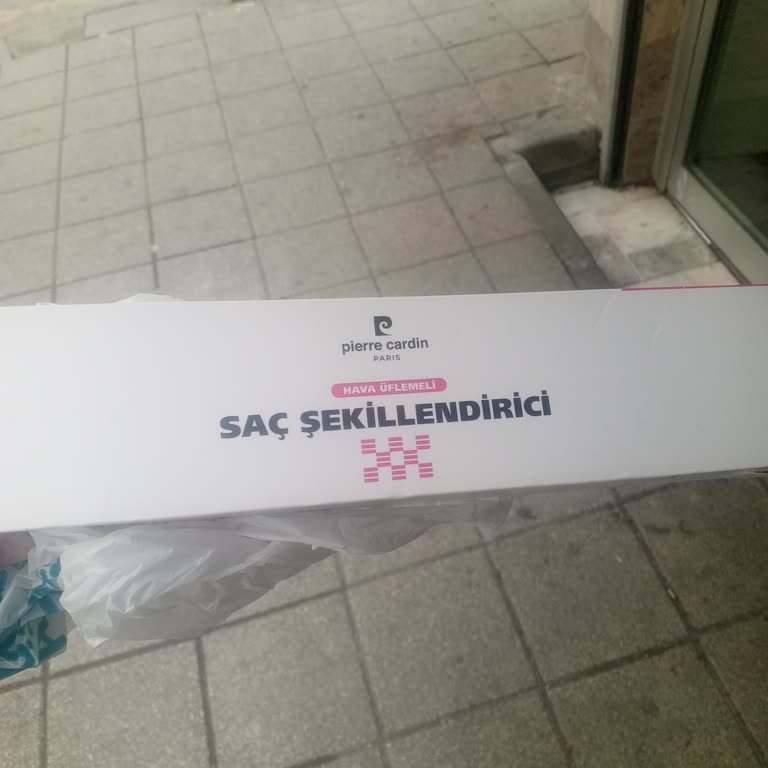 pierre cardin
PARIS
HAVA ÜFLEMELİ
SAÇ ŞEKİLLENDİRİCİ